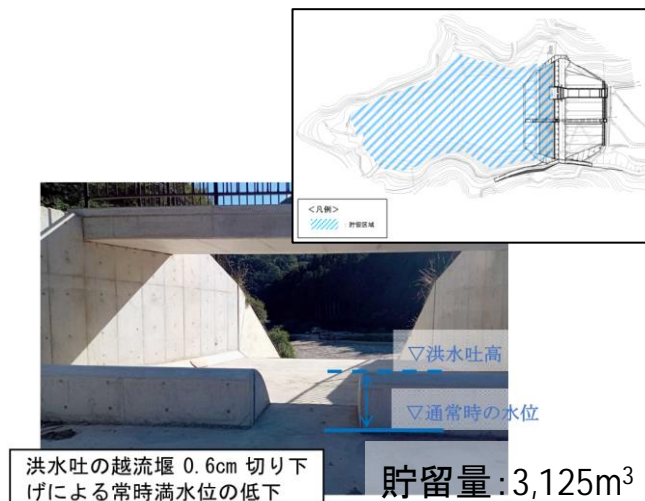 <凡例>
貯留区域
▽洪水吐高
▽通常時の水位
洪水吐の越流堰 0.6cm 切り下
げによる常時満水位の低下
貯留量:3,125m³